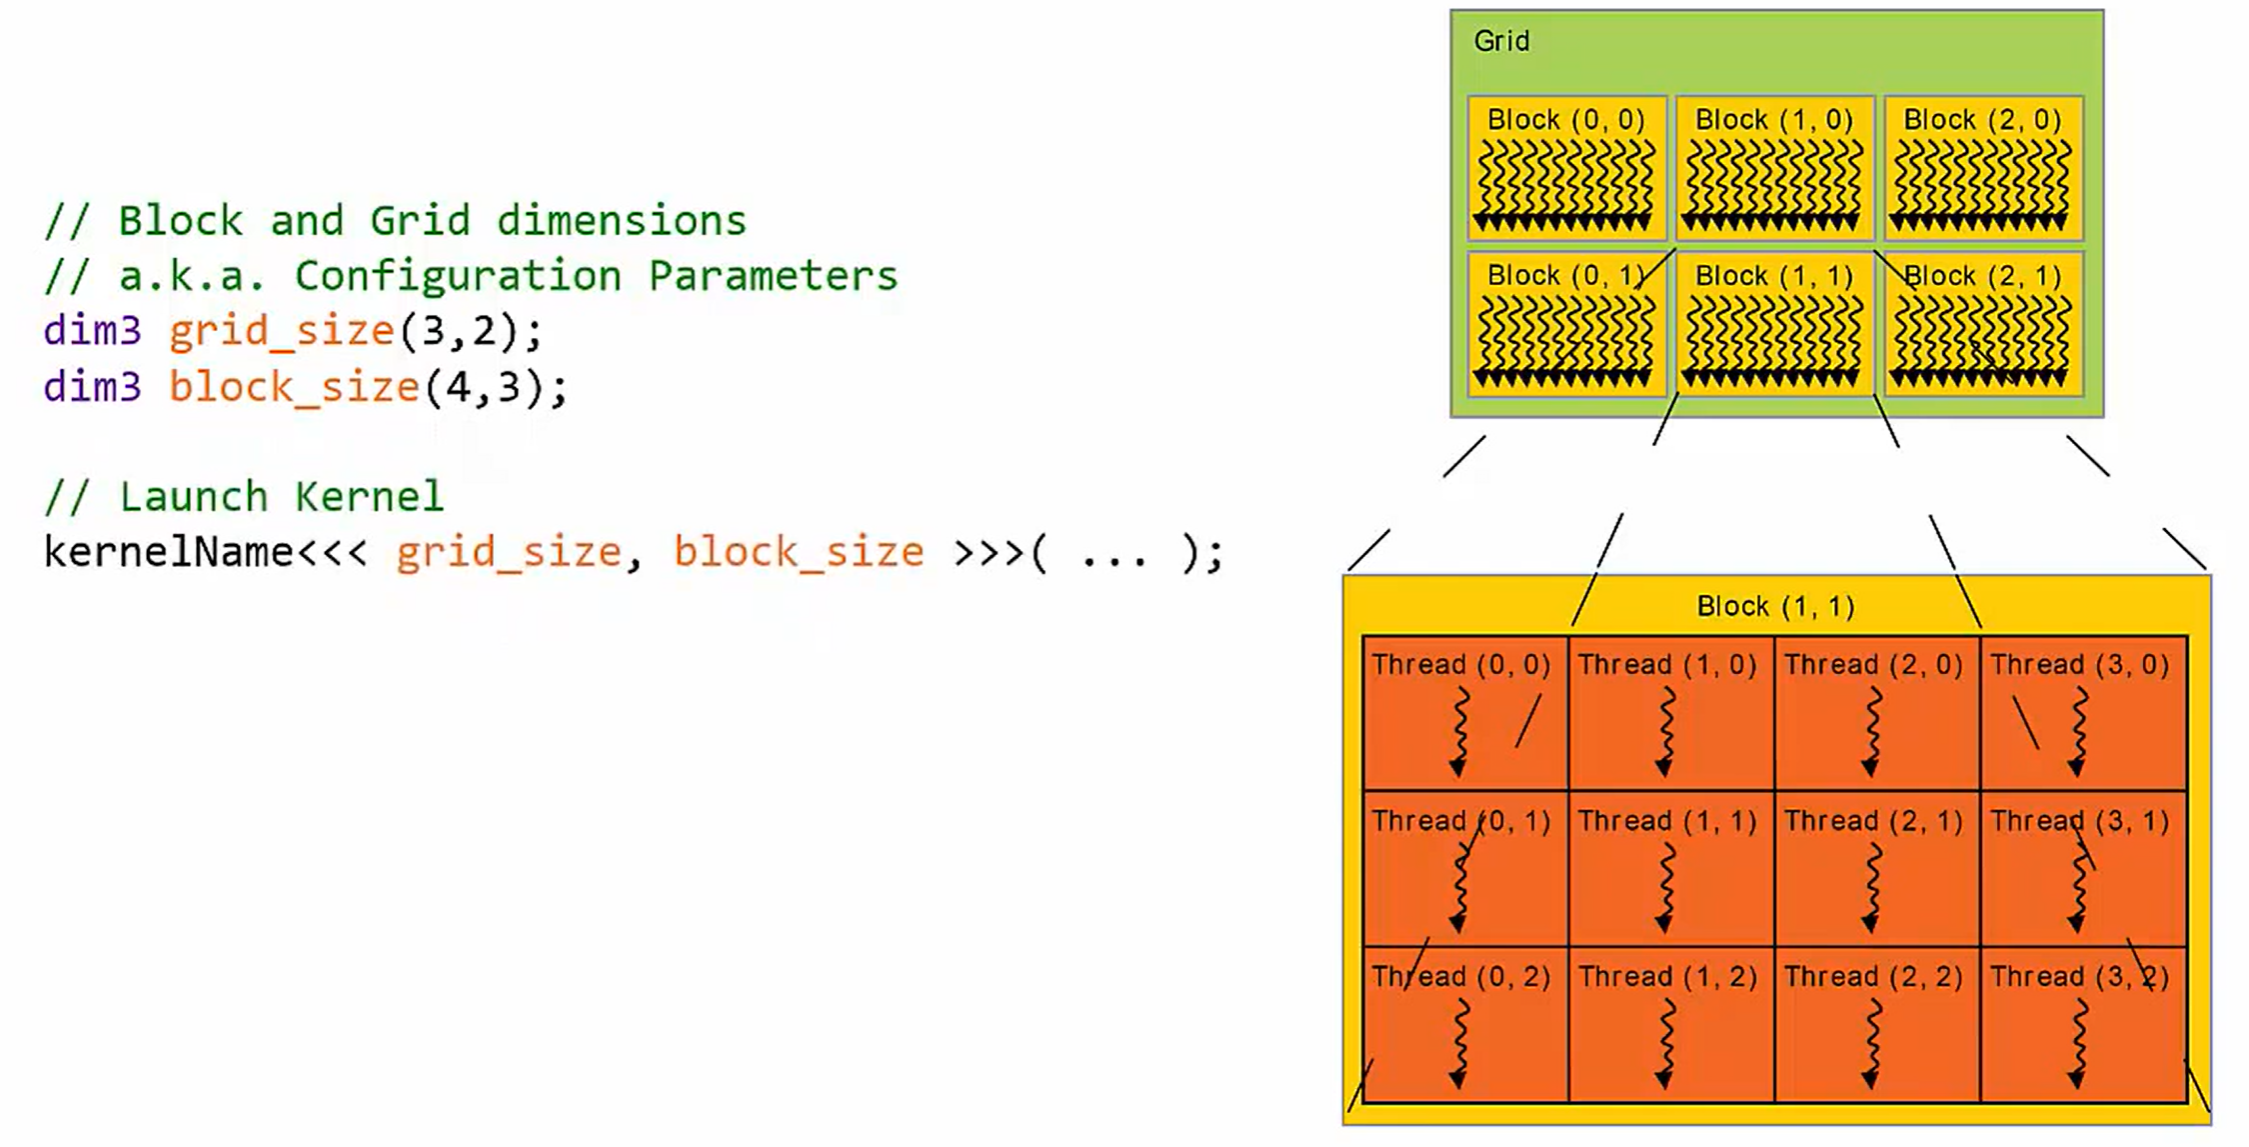 // Block and Grid dimensions
// a.k.a. Configuration Parameters
dim3 grid_size(3,2);
dim3 block_size(4,3);
// Launch Kernel
kernelName<<< grid_size, block_size >>>( ... );
Grid
Block (0, 0) Block (1, 0) Block (2, 0)
Block (0, 1) Block (1, 1) Block (2, 1)
Block (1, 1)
Thread (0, 0) Thread (1, 0) Thread (2, 0) Thread (3, 0)
Thread (0, 1) Thread (1, 1) Thread (2, 1) Thread (3, 1)
Thread (0, 2) Thread (1, 2) Thread (2, 2) Thread (3, 2)